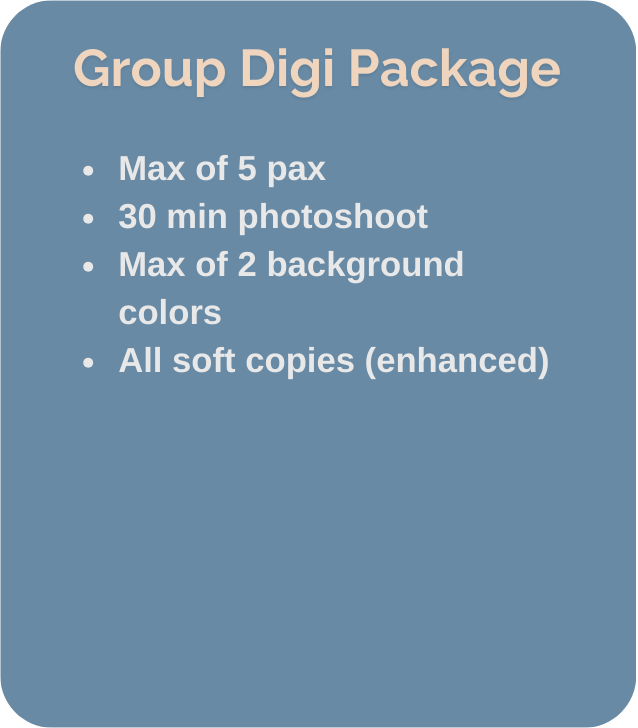 Group Digi Package
• Max of 5 pax
• 30 min photoshoot
• Max of 2 background
colors
• All soft copies (enhanced)